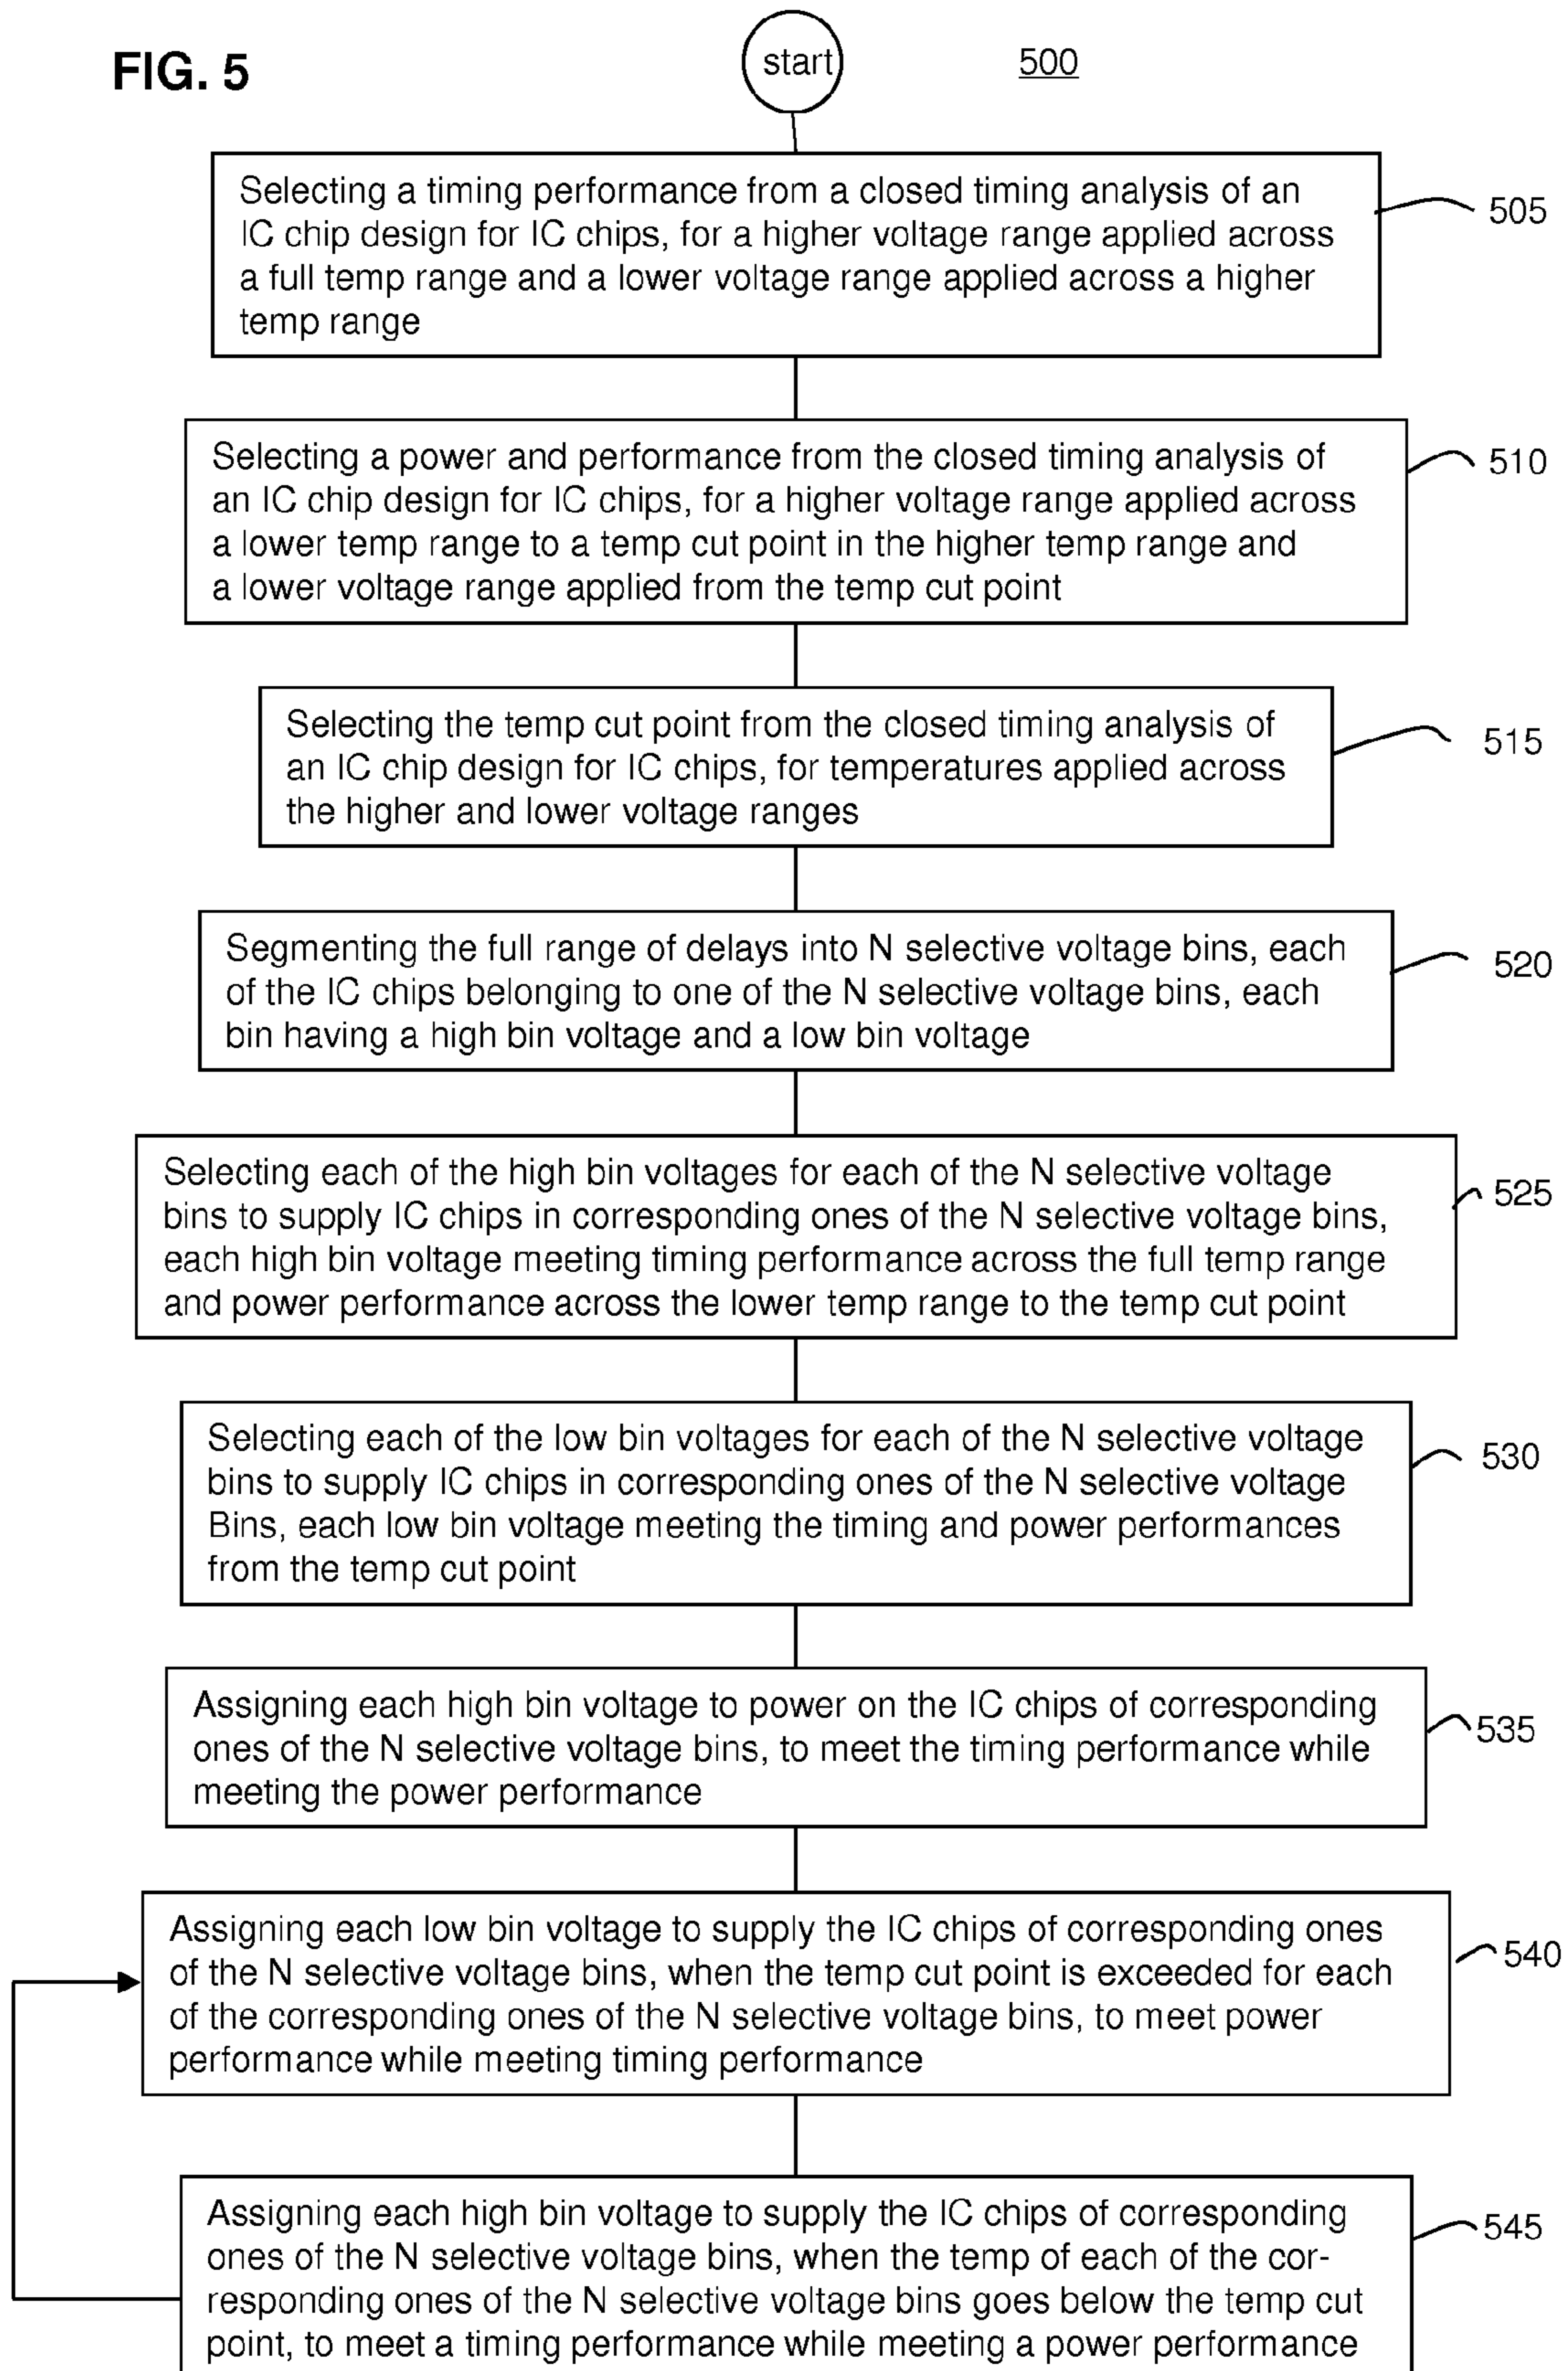 FIG. 5
start
500
Selecting a timing performance from a closed timing analysis of an
IC chip design for IC chips, for a higher voltage range applied across
a full temp range and a lower voltage range applied across a higher
temp range
505
Selecting a power and performance from the closed timing analysis of
an IC chip design for IC chips, for a higher voltage range applied across
a lower temp range to a temp cut point in the higher temp range and
a lower voltage range applied from the temp cut point
510
Selecting the temp cut point from the closed timing analysis of
an IC chip design for IC chips, for temperatures applied across
the higher and lower voltage ranges
515
Segmenting the full range of delays into N selective voltage bins, each
of the IC chips belonging to one of the N selective voltage bins, each
bin having a high bin voltage and a low bin voltage
520
Selecting each of the high bin voltages for each of the N selective voltage
bins to supply IC chips in corresponding ones of the N selective voltage bins,
each high bin voltage meeting timing performance across the full temp range
and power performance across the lower temp range to the temp cut point
525
Selecting each of the low bin voltages for each of the N selective voltage
bins to supply IC chips in corresponding ones of the N selective voltage
Bins, each low bin voltage meeting the timing and power performances
from the temp cut point
530
Assigning each high bin voltage to power on the IC chips of corresponding
ones of the N selective voltage bins, to meet the timing performance while
meeting the power performance
535
Assigning each low bin voltage to supply the IC chips of corresponding ones
of the N selective voltage bins, when the temp cut point is exceeded for each
of the corresponding ones of the N selective voltage bins, to meet power
performance while meeting timing performance
540
Assigning each high bin voltage to supply the IC chips of corresponding
ones of the N selective voltage bins, when the temp of each of the cor-
responding ones of the N selective voltage bins goes below the temp cut
point, to meet a timing performance while meeting a power performance
545